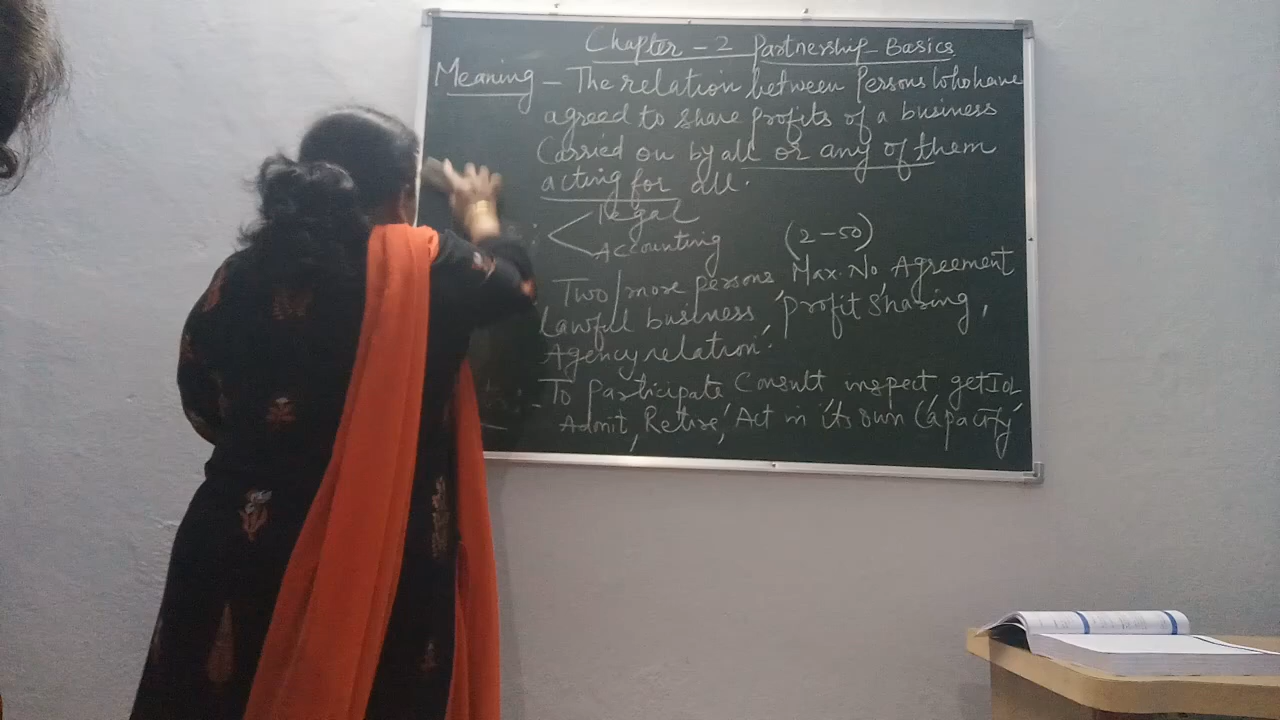 Chapter - 2 Partnership Basics
Meaning - The relation between Persons Who have
agreed to share profits of a business
Carried on by all or any of them
acting for all.
: < legal
Accounting (2-50)
Two/more persons, Max. No, Agreement
lawful business, profit sharing,
Agency relation.
- To Participate, Consult, inspect, get
Admit, Retire, Act in its own Capacity